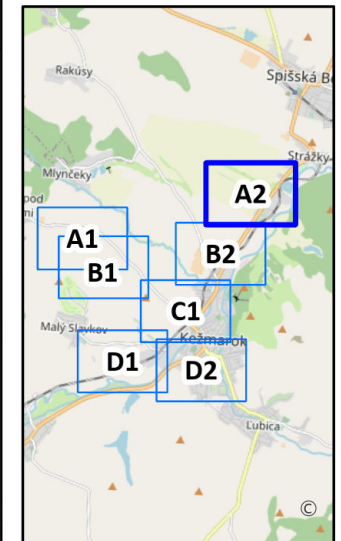 Rakúsy
Spišská Be
Strážky
Mlynčeky
pod
ni
A2
A1
B2
B1
C1
Malý Slavkov
Kežmarok
D1
D2
Ľubica
©